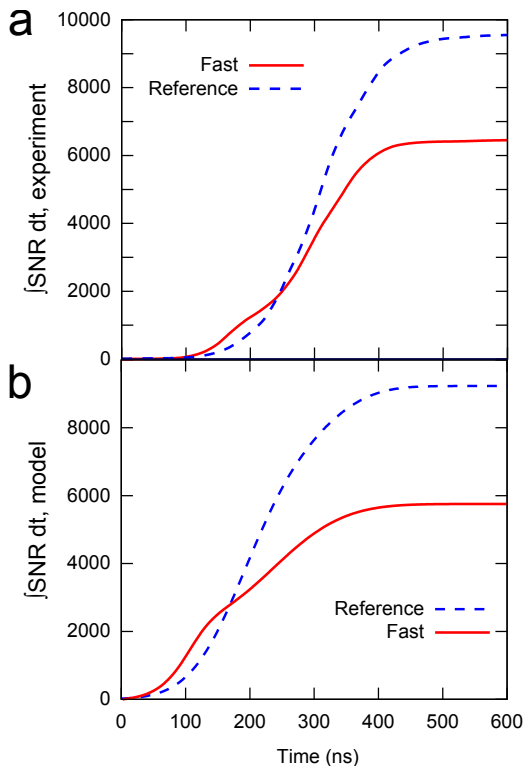 a
∫SNR dt, experiment
10000
8000
6000
4000
2000
0
Fast
Reference
b
∫SNR dt, model
8000
6000
4000
2000
0
Reference
Fast
0 100 200 300 400 500 600
Time (ns)